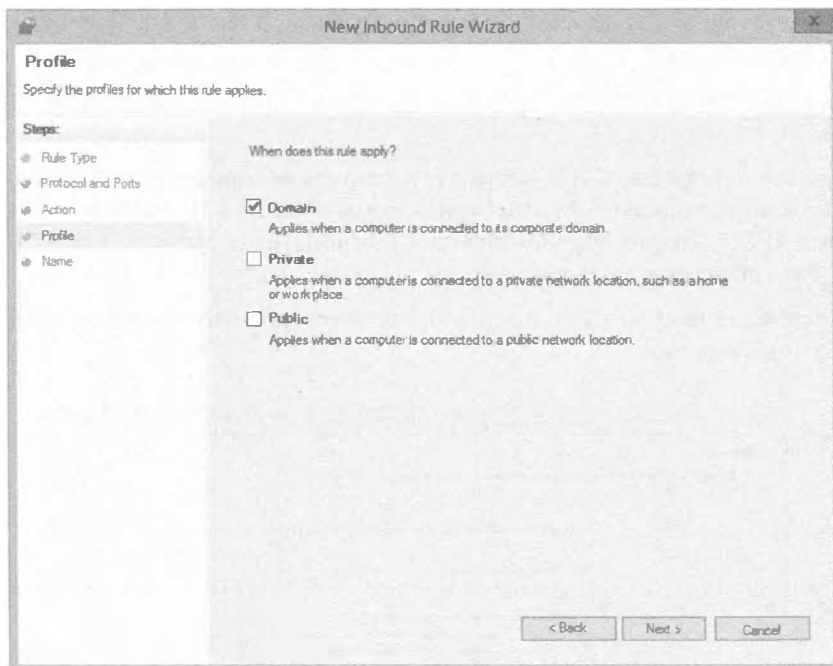 New Inbound Rule Wizard
x
Profile
Specify the profiles for which this rule applies.
Steps:
Rule Type
Protocol and Ports
Action
Profile
Name
When does this rule apply?
Domain
Applies when a computer is connected to its corporate domain.
Private
Applies when a computer is connected to a private network location, such as a home
or work place.
Public
Applies when a computer is connected to a public network location.
< Back
Next >
Cancel